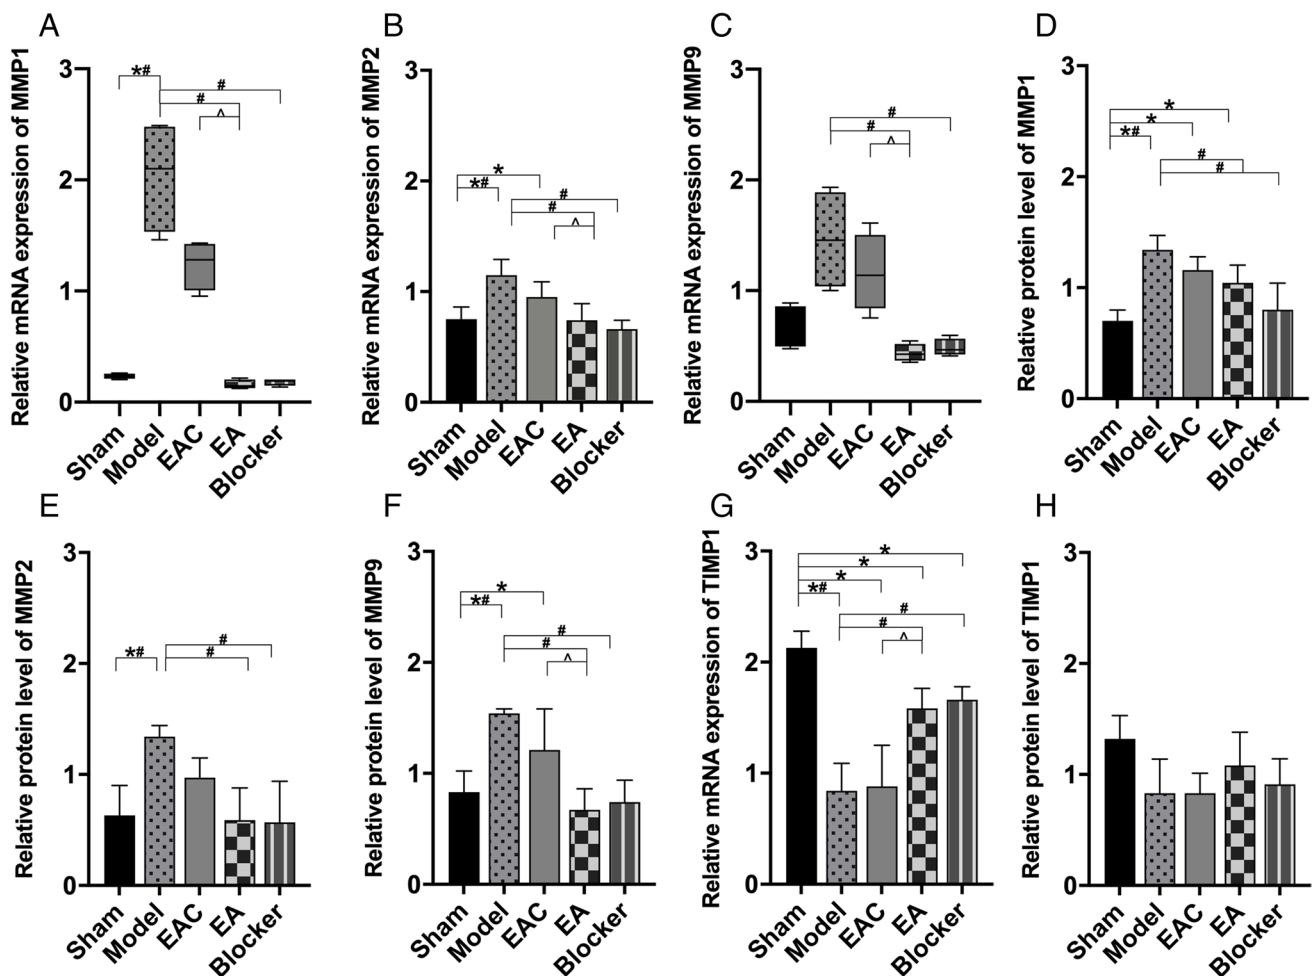 A
Relative mRNA expression of MMP1
3
2
1
0
*#
#
#
^
Sham
Model
EAC
EA
Blocker
B
Relative mRNA expression of MMP2
3
2
1
0
*
*#
#
#
^
Sham
Model
EAC
EA
Blocker
C
Relative mRNA expression of MMP9
3
2
1
0
#
#
^
Sham
Model
EAC
EA
Blocker
D
Relative protein level of MMP1
3
2
1
0
*
*
*#
#
#
Sham
Model
EAC
EA
Blocker
E
Relative protein level of MMP2
3
2
1
0
*#
#
#
Sham
Model
EAC
EA
Blocker
F
Relative protein level of MMP9
3
2
1
0
*
*#
#
#
^
Sham
Model
EAC
EA
Blocker
G
Relative mRNA expression of TIMP1
3
2
1
0
*
*
*
*#
#
#
^
Sham
Model
EAC
EA
Blocker
H
Relative protein level of TIMP1
3
2
1
0
Sham
Model
EAC
EA
Blocker